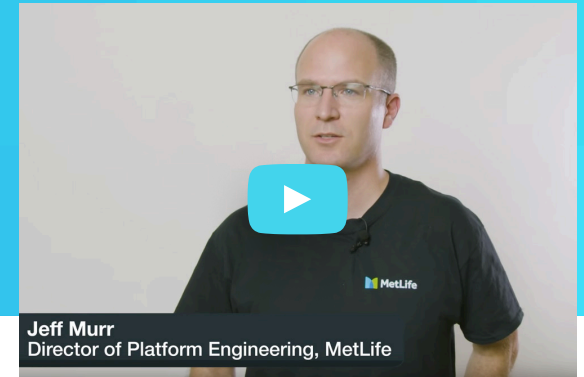 MetLife
Jeff Murr
Director of Platform Engineering, MetLife